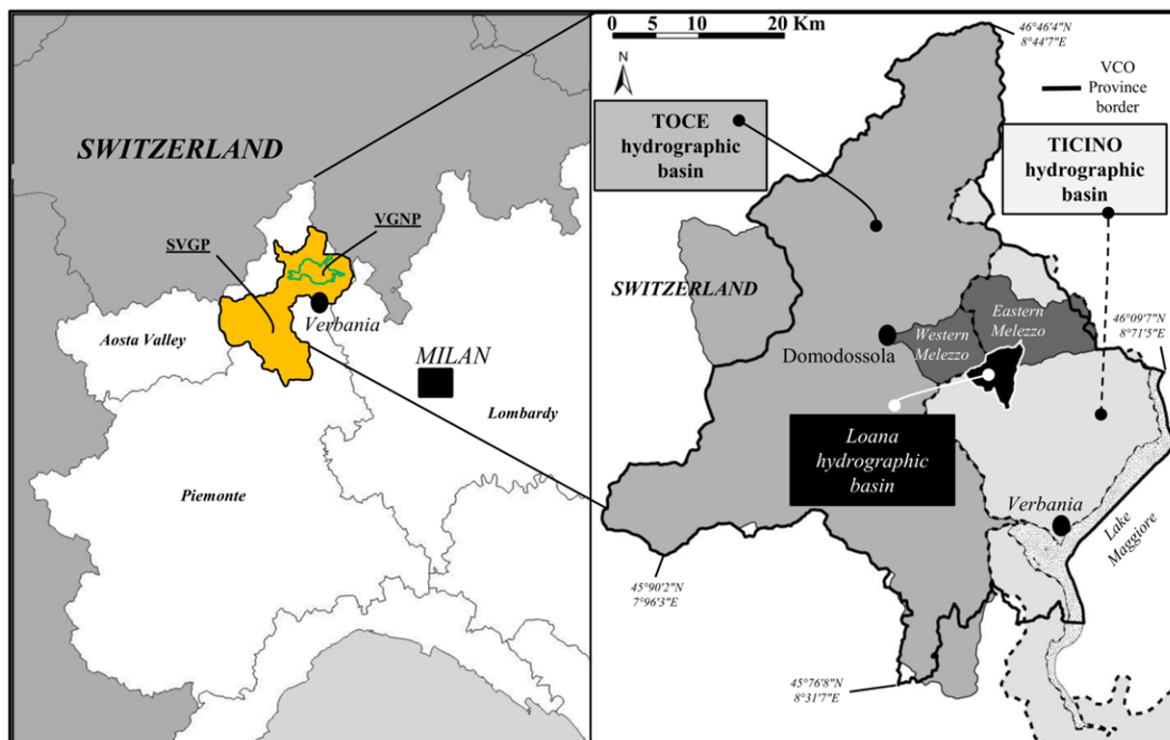 SWITZERLAND
VGNP
SVGP
Verbania
Aosta Valley
MILAN
Lombardy
Piemonte
0 5 10 20 Km
46°46'4"N
8°44'7"E
N
VCO
Province
border
TOCE
hydrographic
basin
TICINO
hydrographic
basin
SWITZERLAND
Western
Melezzo
Eastern
Melezzo
46°09'7"N
8°71'5"E
Domodossola
Loana
hydrographic
basin
Verbania
Lake
Maggiore
45°90'2"N
7°96'3"E
45°76'8"N
8°31'7"E